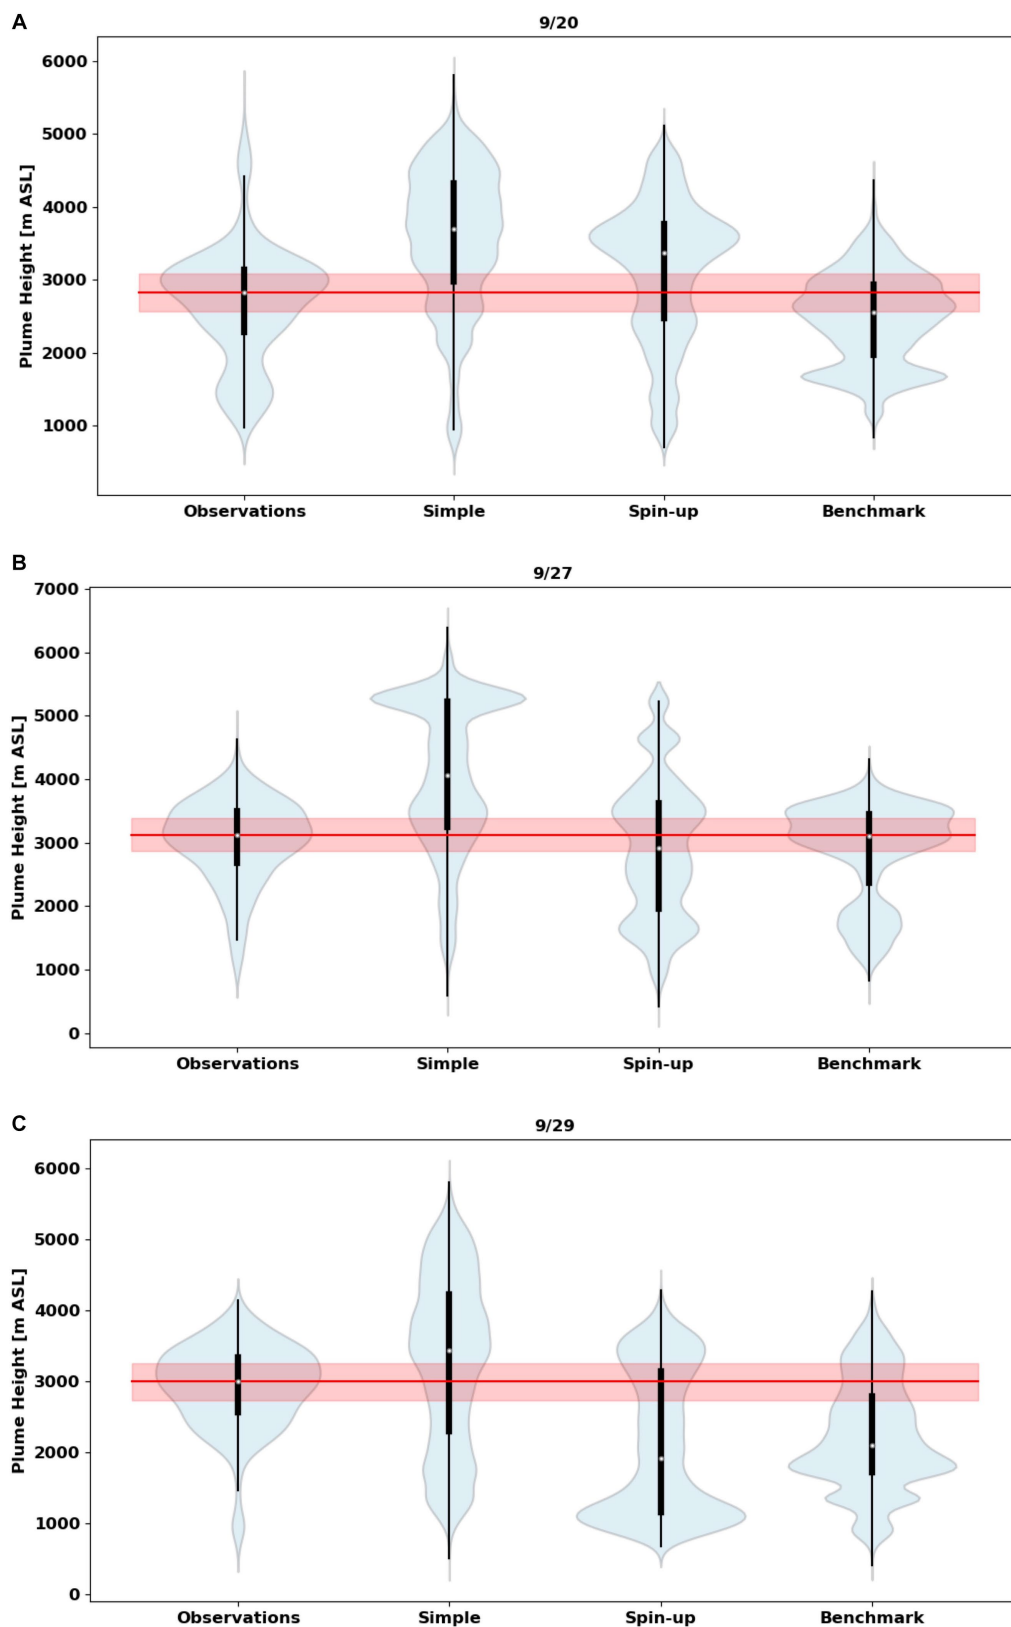 A
9/20
Plume Height [m ASL]
6000
5000
4000
3000
2000
1000
Observations Simple Spin-up Benchmark
B
9/27
Plume Height [m ASL]
7000
6000
5000
4000
3000
2000
1000
0
Observations Simple Spin-up Benchmark
C
9/29
Plume Height [m ASL]
6000
5000
4000
3000
2000
1000
0
Observations Simple Spin-up Benchmark